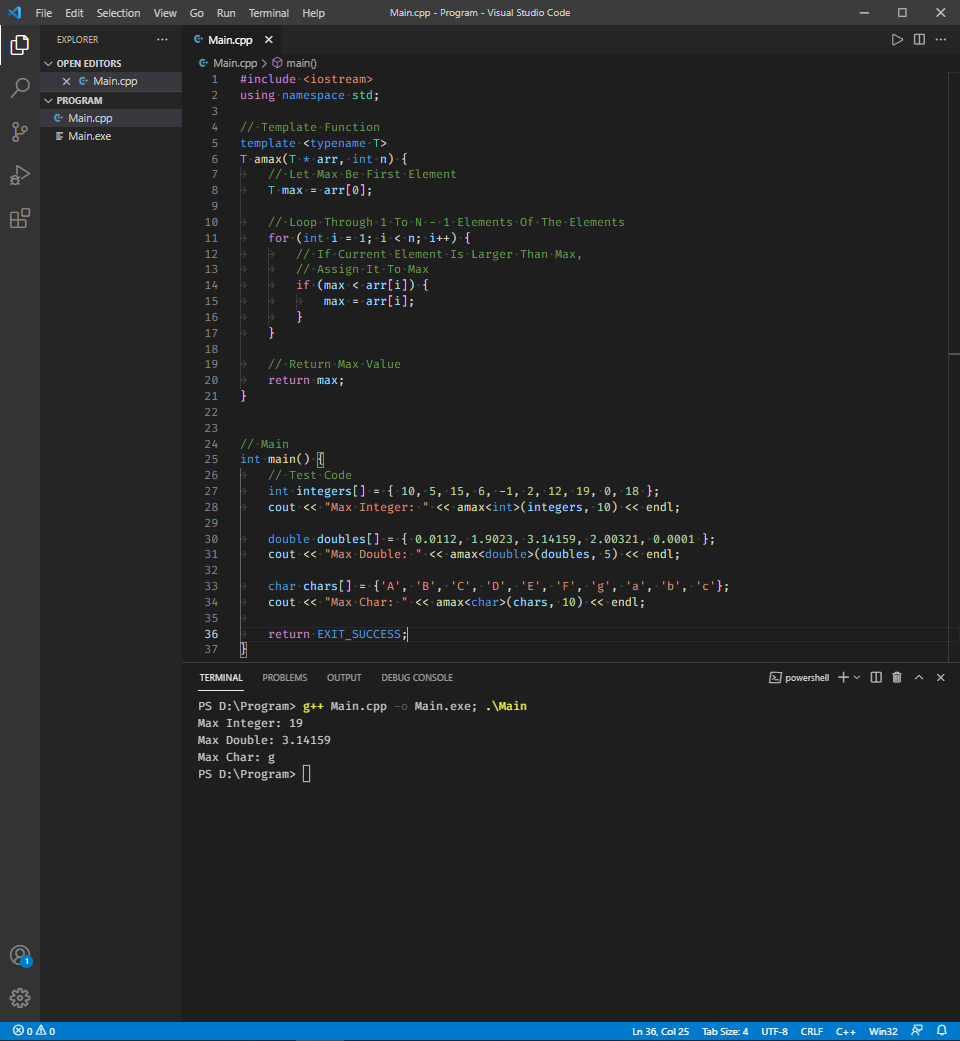 File Edit Selection View Go Run Terminal Help Main.cpp - Program - Visual Studio Code
EXPLORER ···
OPEN EDITORS
Main.cpp
PROGRAM
Main.cpp
Main.exe
Main.cpp
Main.cpp > main()
1 #include <iostream>
2 using namespace std;
3
4 // Template Function
5 template <typename T>
6 T amax(T * arr, int n) {
7 // Let Max Be First Element
8 T max = arr[0];
9
10 // Loop Through 1 To N - 1 Elements Of The Elements
11 for (int i = 1; i < n; i++) {
12 // If Current Element Is Larger Than Max,
13 // Assign It To Max
14 if (max < arr[i]) {
15 max = arr[i];
16 }
17 }
18
19 // Return Max Value
20 return max;
21 }
22
23
24 // Main
25 int main() {
26 // Test Code
27 int integers[] = { 10, 5, 15, 6, -1, 2, 12, 19, 0, 18 };
28 cout << "Max Integer: " << amax<int>(integers, 10) << endl;
29
30 double doubles[] = { 0.0112, 1.9023, 3.14159, 2.00321, 0.0001 };
31 cout << "Max Double: " << amax<double>(doubles, 5) << endl;
32
33 char chars[] = {'A', 'B', 'C', 'D', 'E', 'F', 'g', 'a', 'b', 'c'};
34 cout << "Max Char: " << amax<char>(chars, 10) << endl;
35
36 return EXIT_SUCCESS;
37 }
TERMINAL PROBLEMS OUTPUT DEBUG CONSOLE powershell
PS D:\Program> g++ Main.cpp -o Main.exe; .\Main
Max Integer: 19
Max Double: 3.14159
Max Char: g
PS D:\Program>
1
0 0 Ln 36, Col 25 Tab Size: 4 UTF-8 CRLF C++ Win32